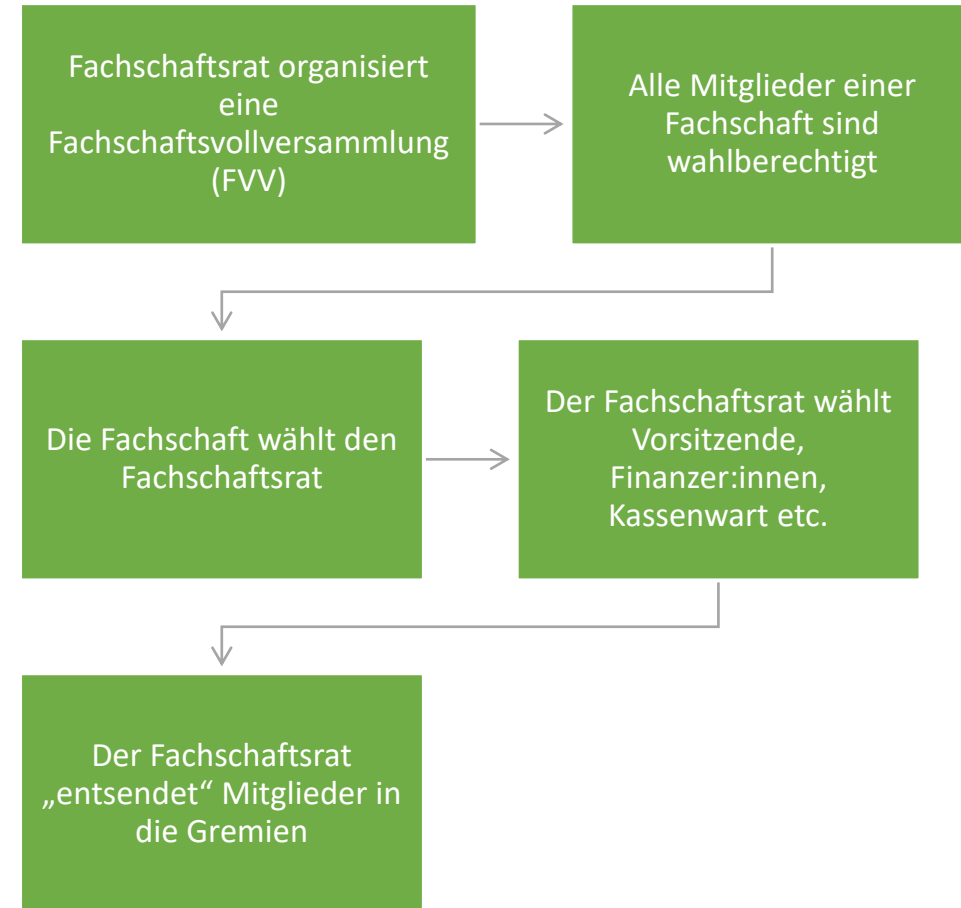 Fachschaftsrat organisiert
eine
Fachschaftsvollversammlung
(FVV)
Alle Mitglieder einer
Fachschaft sind
wahlberechtigt
Die Fachschaft wählt den
Fachschaftsrat
Der Fachschaftsrat wählt
Vorsitzende,
Finanzer:innen,
Kassenwart etc.
Der Fachschaftsrat
„entsendet“ Mitglieder in
die Gremien